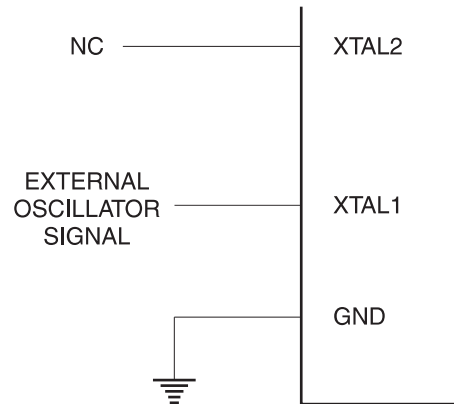 NC
XTAL2
EXTERNAL
OSCILLATOR
SIGNAL
XTAL1
GND